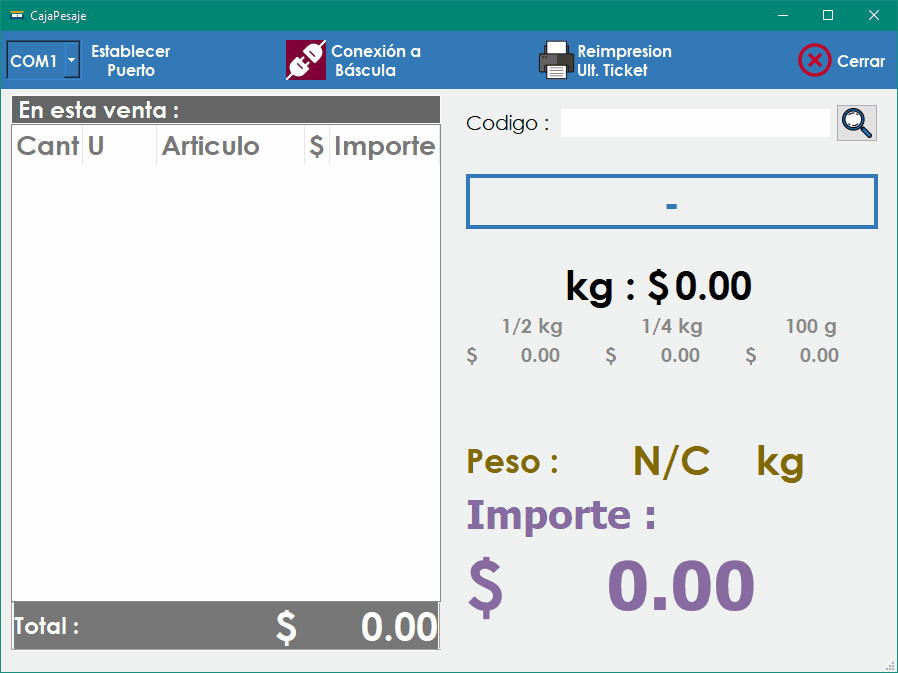 CajaPesaje
COM1
Establecer
Puerto
Conexión a
Báscula
Reimpresion
Ult. Ticket
Cerrar
En esta venta :
Cant U Articulo $ Importe
Total : $ 0.00
Codigo :
-
kg : $ 0.00
1/2 kg 1/4 kg 100 g
$ 0.00 $ 0.00 $ 0.00
Peso : N/C kg
Importe :
$ 0.00